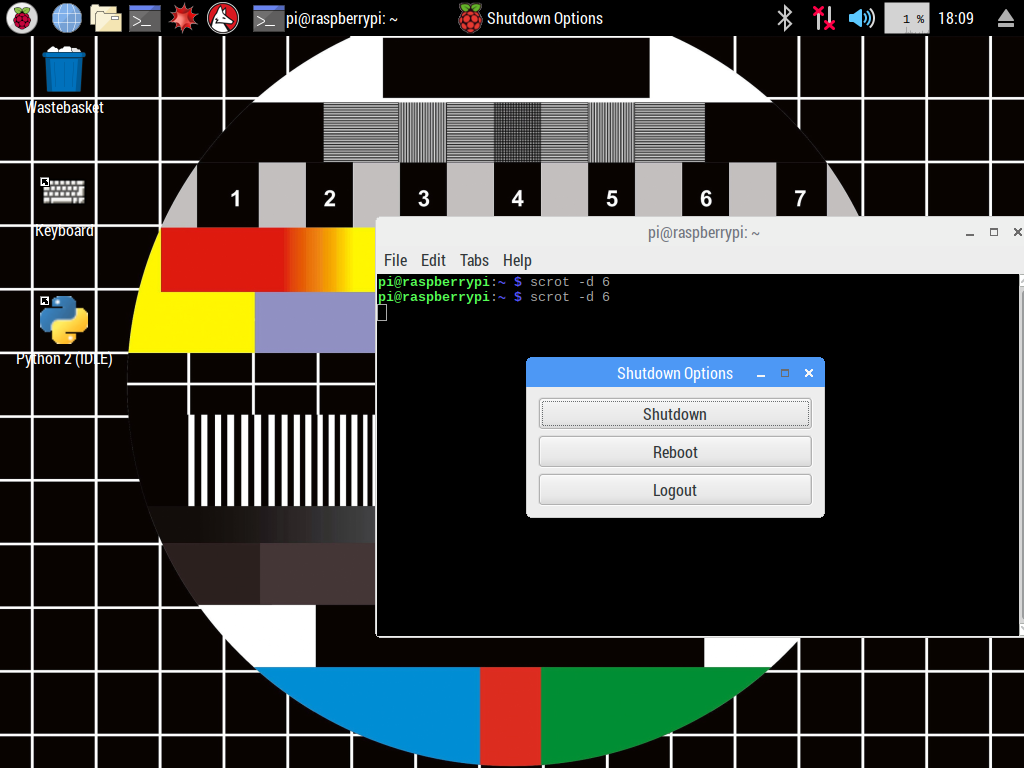 pi@raspberrypi: ~
Shutdown Options
1 %
18:09
Wastebasket
Keyboard
Python 2 (IDLE)
1 2 3 4 5 6 7
pi@raspberrypi: ~
File Edit Tabs Help
pi@raspberrypi:~ $ scrot -d 6
pi@raspberrypi:~ $ scrot -d 6
Shutdown Options
Shutdown
Reboot
Logout